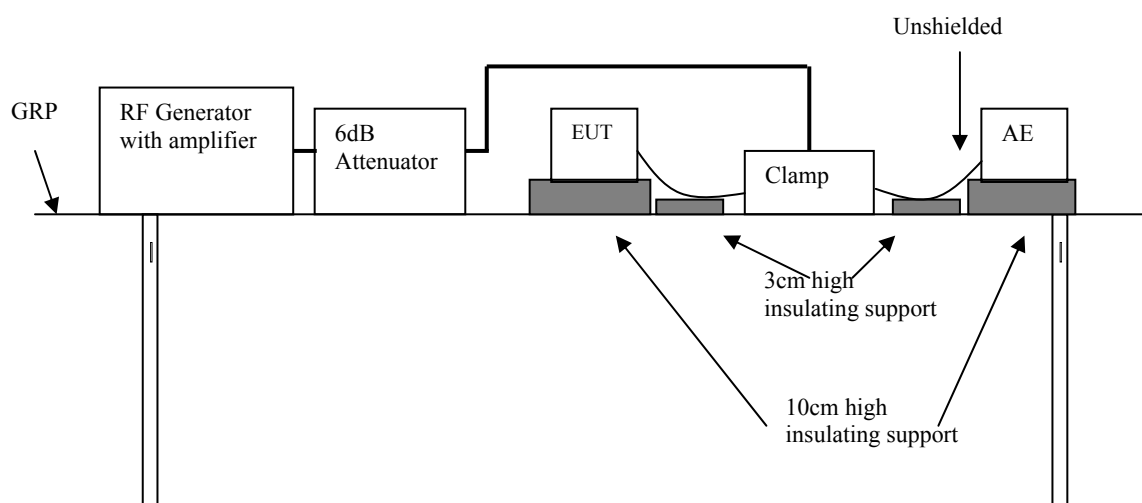 Unshielded
GRP
RF Generator
with amplifier
6dB
Attenuator
EUT
AE
Clamp
3cm high
insulating support
10cm high
insulating support